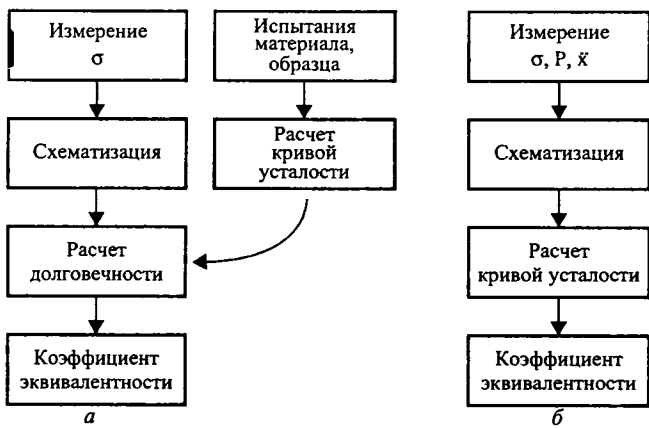 Измерение
σ
Испытания
материала,
образца
Измерение
σ, P, ẍ
Схематизация
Расчет
кривой
усталости
Схематизация
Расчет
долговечности
Расчет
кривой усталости
Коэффициент
эквивалентности
Коэффициент
эквивалентности
а
б